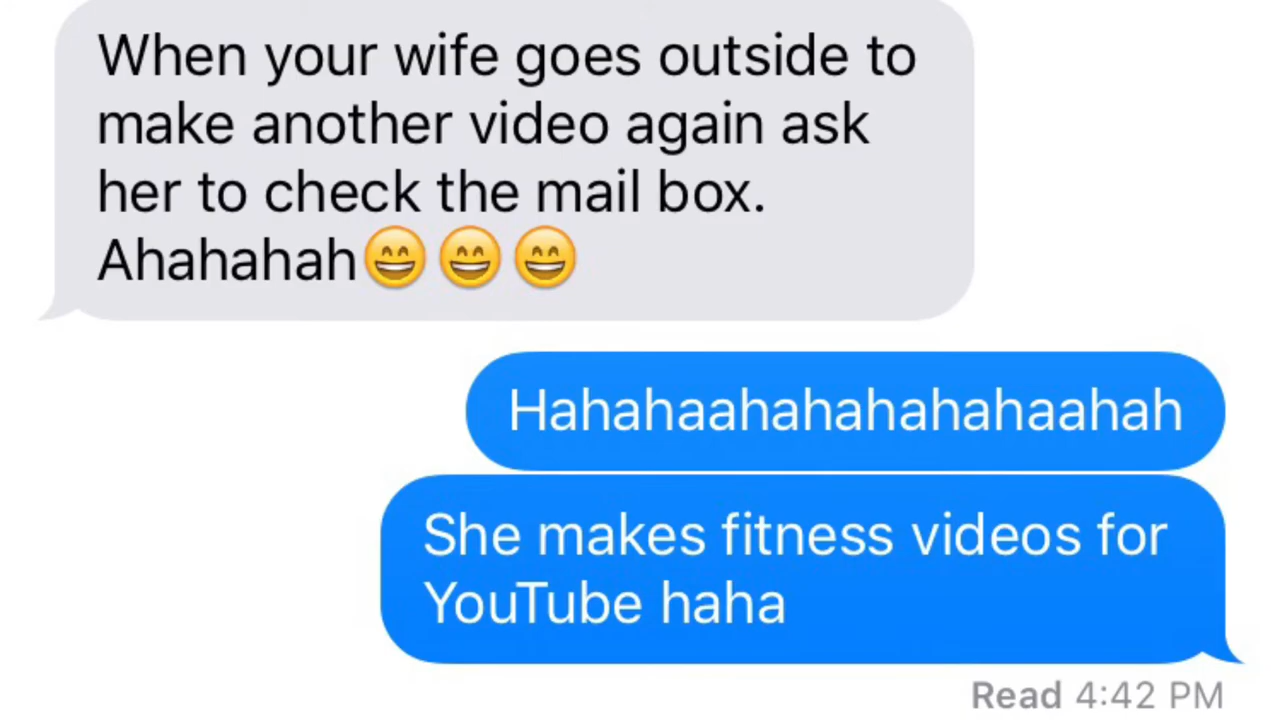 When your wife goes outside to
make another video again ask
her to check the mail box.
Ahahahah😄😄😄
Hahahaahahahahahahaahah
She makes fitness videos for
YouTube haha
Read 4:42 PM